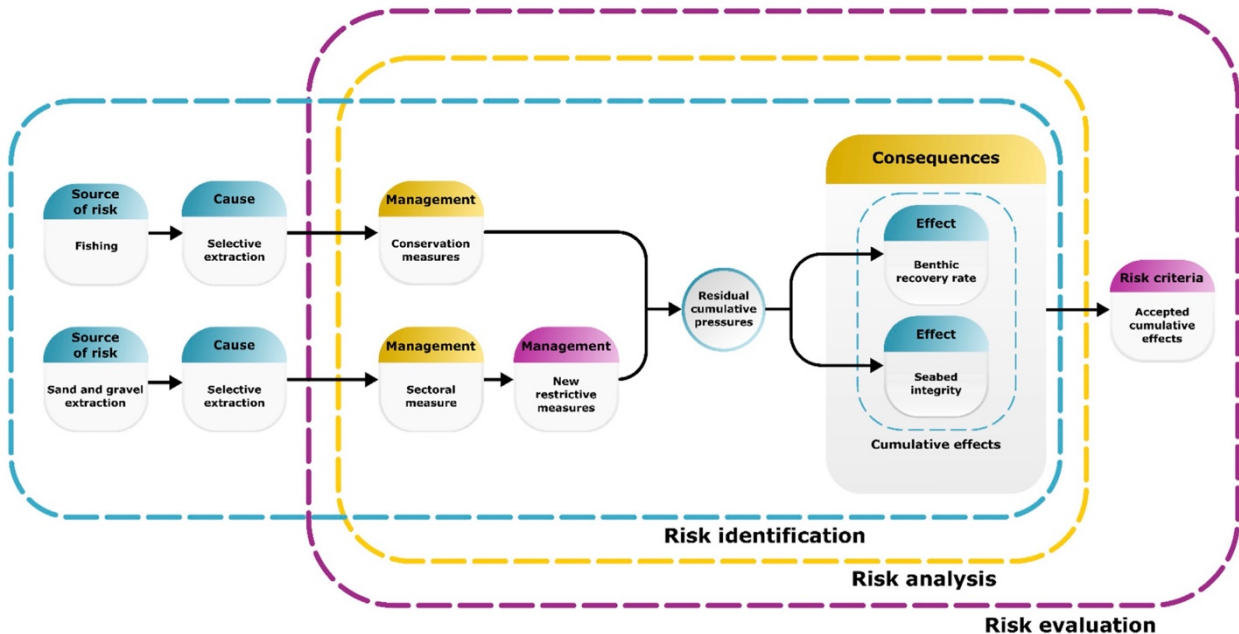 Consequences
Source
of risk
Fishing
Cause
Selective
extraction
Management
Conservation
measures
Effect
Benthic
recovery rate
Residual
cumulative
pressures
Risk criteria
Accepted
cumulative
effects
Source
of risk
Sand and gravel
extraction
Cause
Selective
extraction
Management
Sectoral
measure
Management
New
restrictive
measures
Effect
Seabed
integrity
Cumulative effects
Risk identification
Risk analysis
Risk evaluation